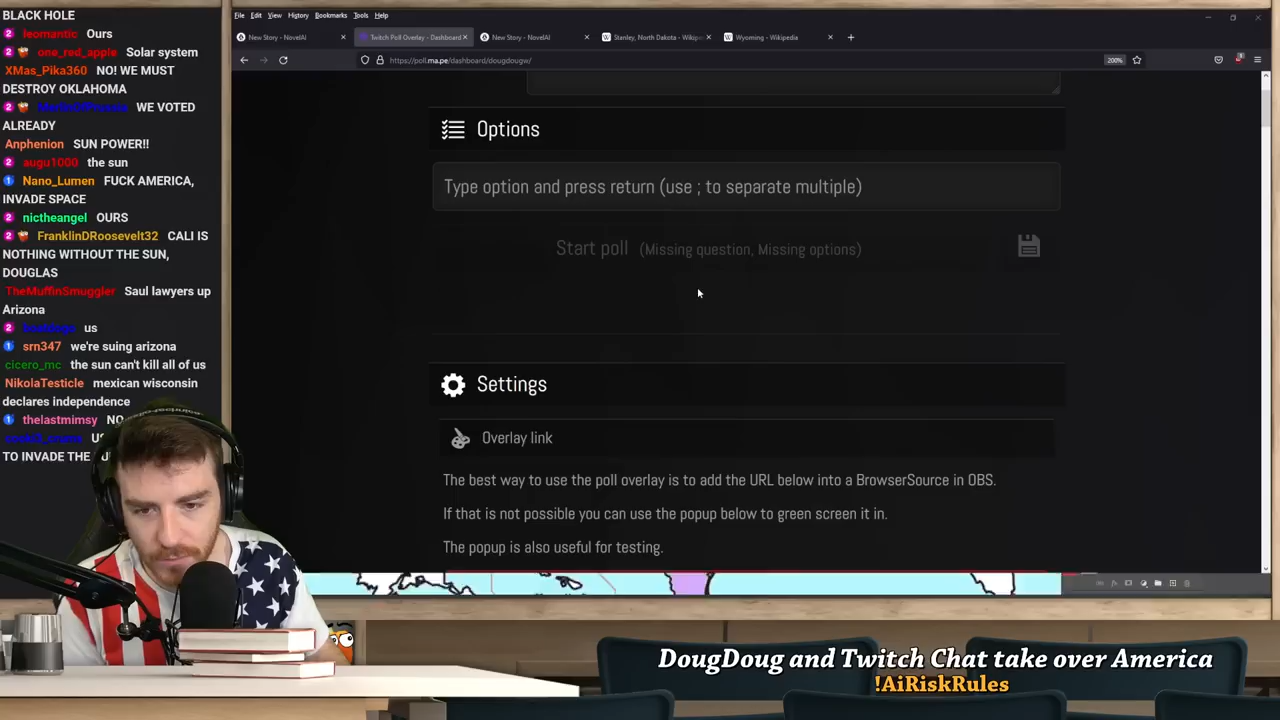 BLACK HOLE
leomantic Ours
one_red_apple Solar system
XMas_Pika360 NO! WE MUST
DESTROY OKLAHOMA
WE VOTED
ALREADY
Anphenion SUN POWER!!
augu1000 the sun
Nano_Lumen FUCK AMERICA,
INVADE SPACE
nictheangel OURS
FranklinDRoosevelt32 CALI IS
NOTHING WITHOUT THE SUN,
DOUGLAS
TheMuffinSmuggler Saul lawyers up
Arizona
us
srn347 we're suing arizona
cicero_mc the sun can't kill all of us
NikolaTesticle mexican wisconsin
declares independence
thelastmimsy NO
TO INVADE THE
File Edit View History Bookmarks Tools Help
New Story - NovelAI
Twitch Poll Overlay - Dashboard
New Story - NovelAI
Stanley, North Dakota - Wikip
Wyoming - Wikipedia
https://poll.ma.pe/dashboard/dougdougw/
200%
Options
Type option and press return (use ; to separate multiple)
Start poll (Missing question, Missing options)
Settings
Overlay link
The best way to use the poll overlay is to add the URL below into a BrowserSource in OBS.
If that is not possible you can use the popup below to green screen it in.
The popup is also useful for testing.
DougDoug and Twitch Chat take over America
!AiRiskRules